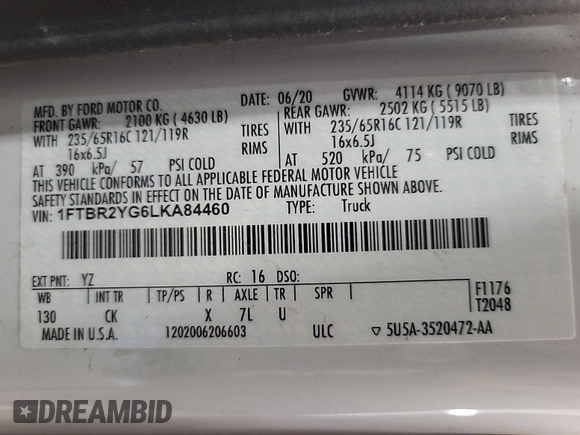 MFD. BY FORD MOTOR CO. DATE: 06/20 GVWR: 4114 KG ( 9070 LB)
FRONT GAWR: 2100 KG ( 4630 LB) REAR GAWR: 2502 KG ( 5515 LB)
WITH 235/65R16C 121/119R TIRES WITH 235/65R16C 121/119R TIRES
16x6.5J RIMS 16x6.5J RIMS
AT 390 kPa/ 57 PSI COLD AT 520 kPa/ 75 PSI COLD
THIS VEHICLE CONFORMS TO ALL APPLICABLE FEDERAL MOTOR VEHICLE
SAFETY STANDARDS IN EFFECT ON THE DATE OF MANUFACTURE SHOWN ABOVE.
VIN: 1FTBR2YG6LKA84460 TYPE: Truck
EXT PNT: YZ RC: 16 DSO:
WB INT TR TP/PS R AXLE TR SPR F1176
130 CK X 7L U T2048
MADE IN U.S.A. 1202006206603 ULC ▽ 5U5A-3520472-AA
DREAMBID